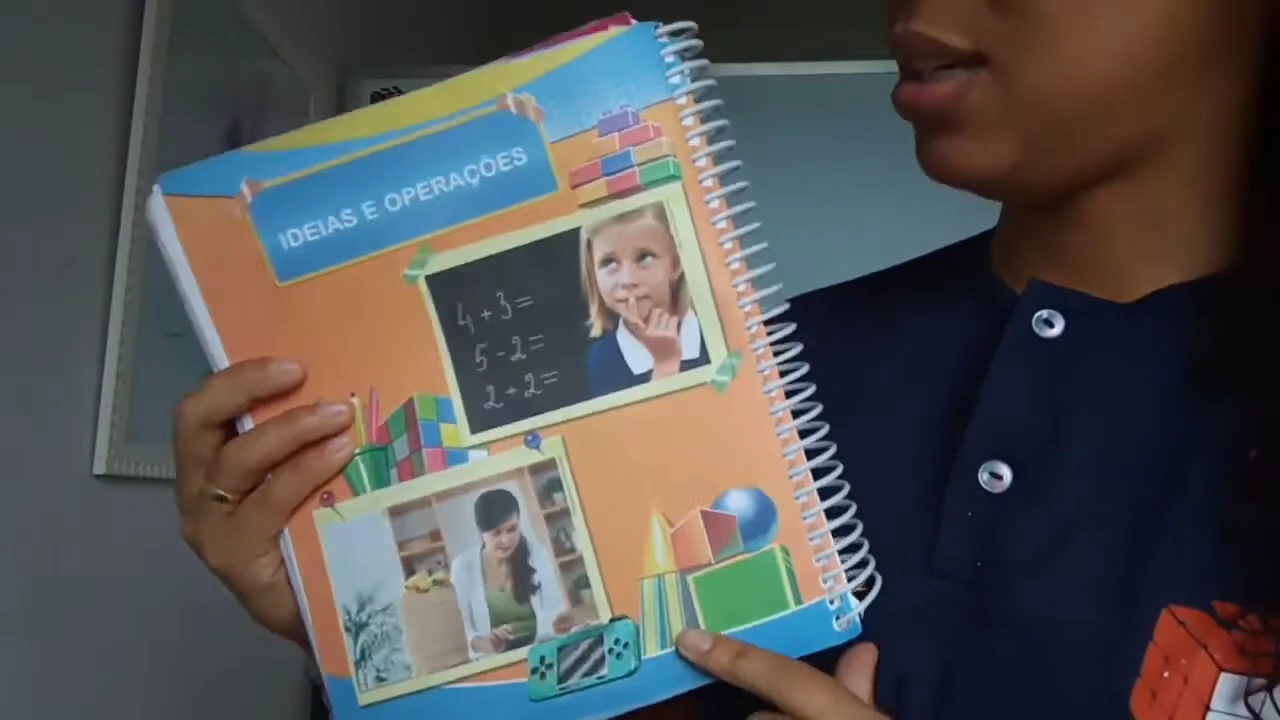 IDEIAS E OPERAÇÕES
4 + 3 =
5 - 2 =
2 + 2 =